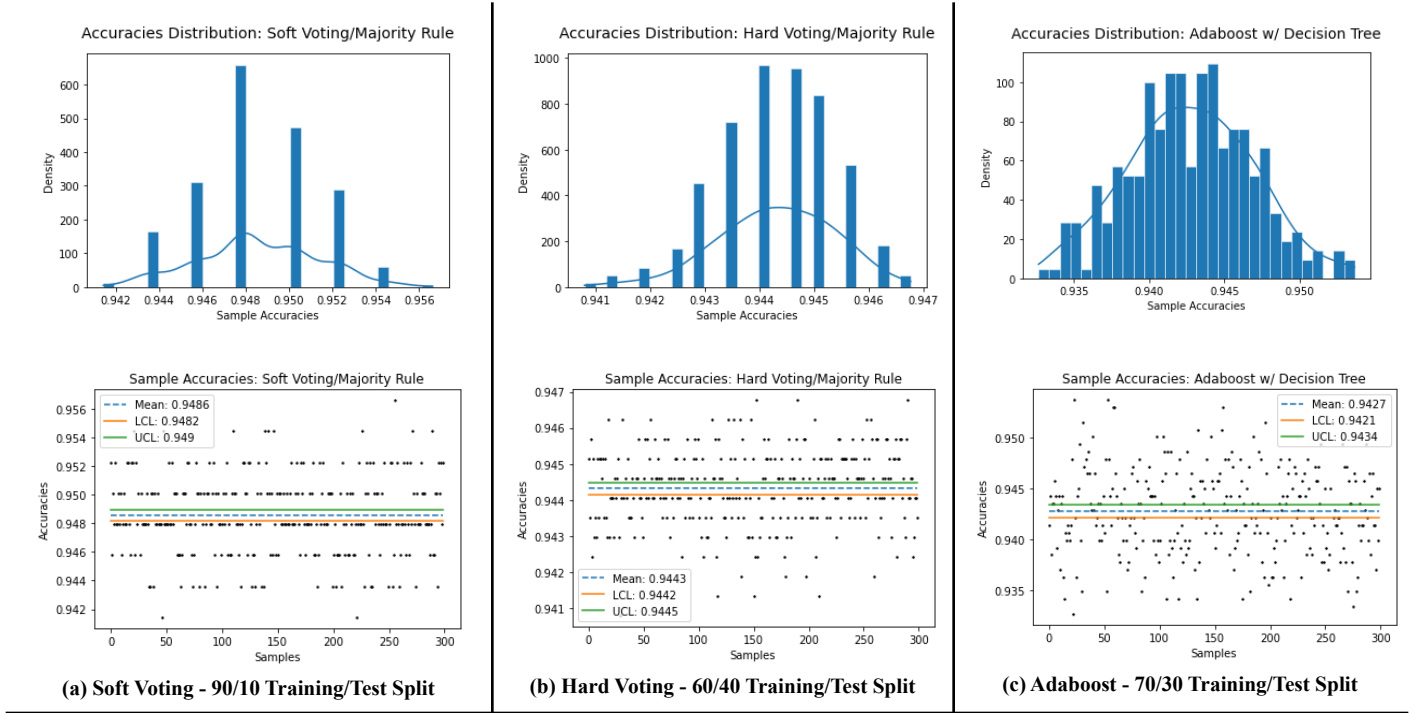 Accuracies Distribution: Soft Voting/Majority Rule
600
500
400
300
200
100
0
Density
0.942 0.944 0.946 0.948 0.950 0.952 0.954 0.956
Sample Accuracies
Sample Accuracies: Soft Voting/Majority Rule
Mean: 0.9486
LCL: 0.9482
UCL: 0.949
0.956
0.954
0.952
0.950
0.948
0.946
0.944
0.942
Accuracies
0 50 100 150 200 250 300
Samples
(a) Soft Voting - 90/10 Training/Test Split
Accuracies Distribution: Hard Voting/Majority Rule
1000
800
600
400
200
0
Density
0.941 0.942 0.943 0.944 0.945 0.946 0.947
Sample Accuracies
Sample Accuracies: Hard Voting/Majority Rule
0.947
0.946
0.945
0.944
0.943
0.942
0.941
Accuracies
Mean: 0.9443
LCL: 0.9442
UCL: 0.9445
0 50 100 150 200 250 300
Samples
(b) Hard Voting - 60/40 Training/Test Split
Accuracies Distribution: Adaboost w/ Decision Tree
100
80
60
40
20
0
Density
0.935 0.940 0.945 0.950
Sample Accuracies
Sample Accuracies: Adaboost w/ Decision Tree
Mean: 0.9427
LCL: 0.9421
UCL: 0.9434
0.950
0.945
0.940
0.935
Accuracies
0 50 100 150 200 250 300
Samples
(c) Adaboost - 70/30 Training/Test Split